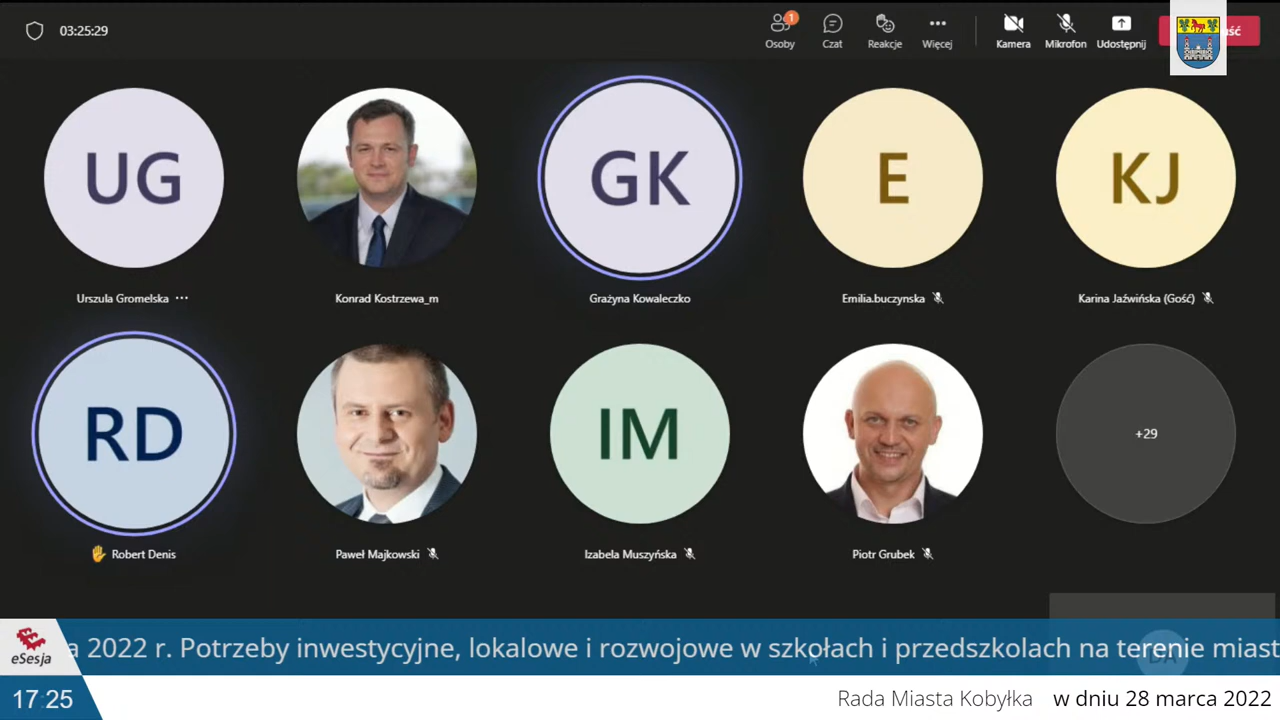 03:25:29
1
Osoby
Czat
Reakcje
Więcej
Kamera
Mikrofon
Udostępnij
UG
GK
E
KJ
Urszula Gromelska ...
Konrad Kostrzewa_m
Grażyna Kowaleczko
Emilia.buczynska
Karina Jaźwińska (Gość)
RD
IM
+29
Robert Denis
Paweł Majkowski
Izabela Muszyńska
Piotr Grubek
eSesja
a 2022 r. Potrzeby inwestycyjne, lokalowe i rozwojowe w szkołach i przedszkolach na terenie miast
17:25
Rada Miasta Kobyłka w dniu 28 marca 2022